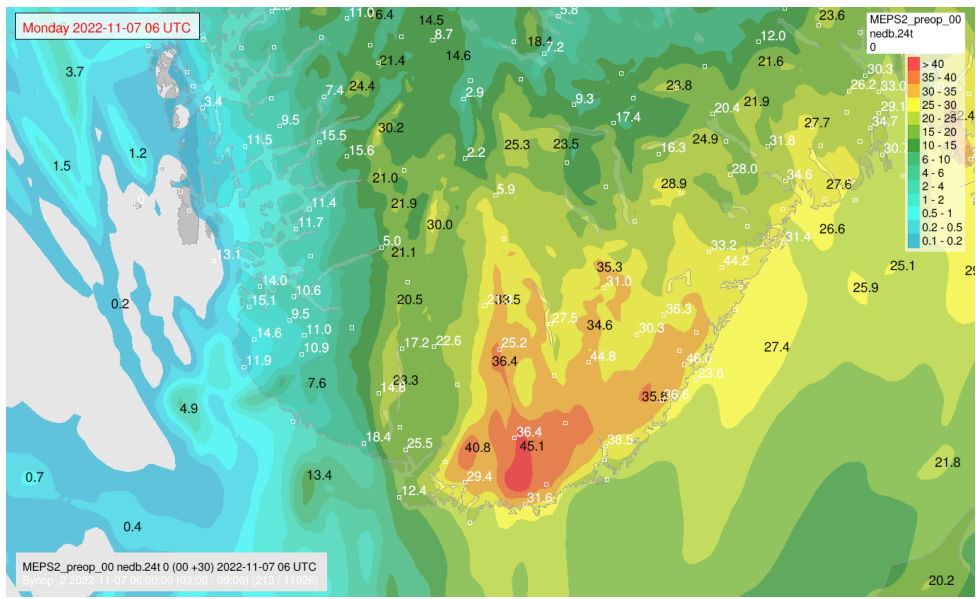 Monday 2022-11-07 06 UTC
MEPS2_preop_00
nedb.24t
0
> 40
35 - 40
30 - 35
25 - 30
20 - 25
15 - 20
10 - 15
6 - 10
4 - 6
2 - 4
1 - 2
0.5 - 1
0.2 - 0.5
0.1 - 0.2
11.0 16.4 14.5 5.8 23.6
8.7 18.4 7.2 12.0
3.7 21.4 14.6 21.6 30.3
7.4 24.4 2.9 9.3 23.8 26.2 33.0
3.4 21.9 20.4 29.1
9.5 30.2 17.4 27.7 34.7
11.5 15.5 25.3 23.5 24.9 31.8
1.5 1.2 15.6 2.2 16.3 30.7
21.0 5.9 28.9 28.0 34.6 27.6
11.4 21.9
11.7 30.0 26.6
5.0 31.4
13.1 21.1 33.2
35.3 44.2 25.1
14.0 10.6 31.0 25.9
0.2 15.1 20.5 33.5
9.5 27.5 34.6 36.3
14.6 11.0 30.3
10.9 17.2 22.6 25.2 27.4
11.9 36.4 44.8 46.0
7.6 23.3 23.6
14.8 35.8 36.6
4.9
18.4 36.4
25.5 40.8 45.1 38.5
0.7 13.4 29.4 21.8
12.4 31.6
0.4
20.2
MEPS2_preop_00 nedb.24t 0 (00 +30) 2022-11-07 06 UTC
Synop_2 2022-11-07 06:00:00 (03:00 - 09:00) (213 / 11026)